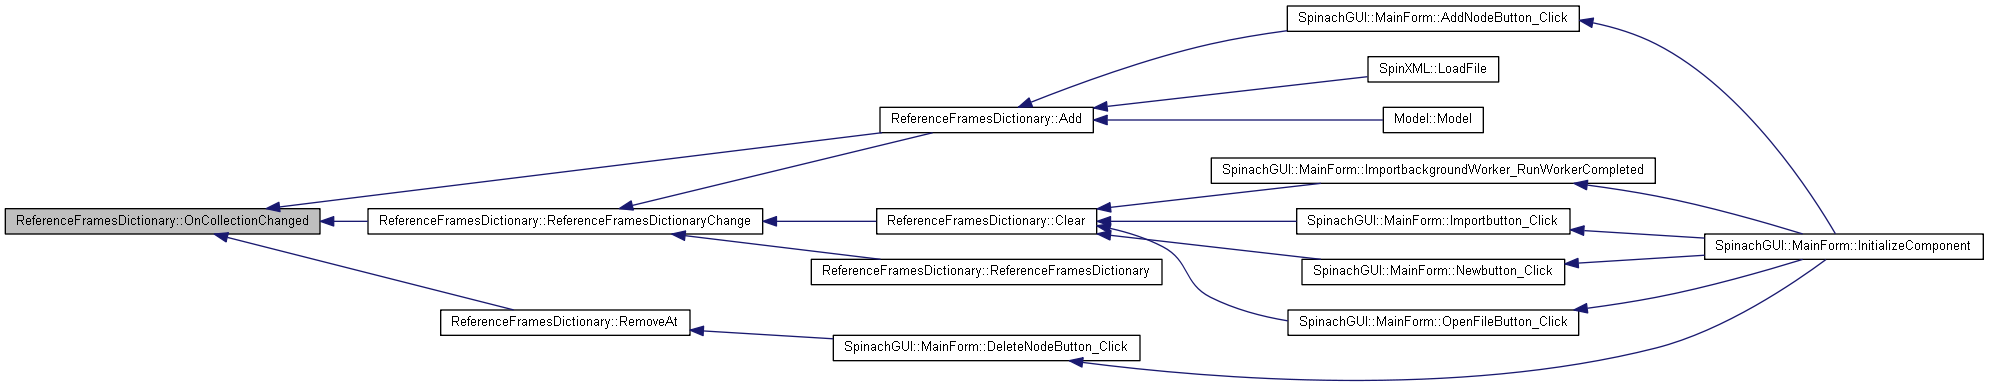 SpinachGUI::MainForm::AddNodeButton_Click
SpinXML::LoadFile
ReferenceFramesDictionary::Add
Model::Model
SpinachGUI::MainForm::ImportbackgroundWorker_RunWorkerCompleted
ReferenceFramesDictionary::OnCollectionChanged
ReferenceFramesDictionary::ReferenceFramesDictionaryChange
ReferenceFramesDictionary::Clear
SpinachGUI::MainForm::Importbutton_Click
SpinachGUI::MainForm::InitializeComponent
ReferenceFramesDictionary::ReferenceFramesDictionary
SpinachGUI::MainForm::Newbutton_Click
ReferenceFramesDictionary::RemoveAt
SpinachGUI::MainForm::OpenFileButton_Click
SpinachGUI::MainForm::DeleteNodeButton_Click